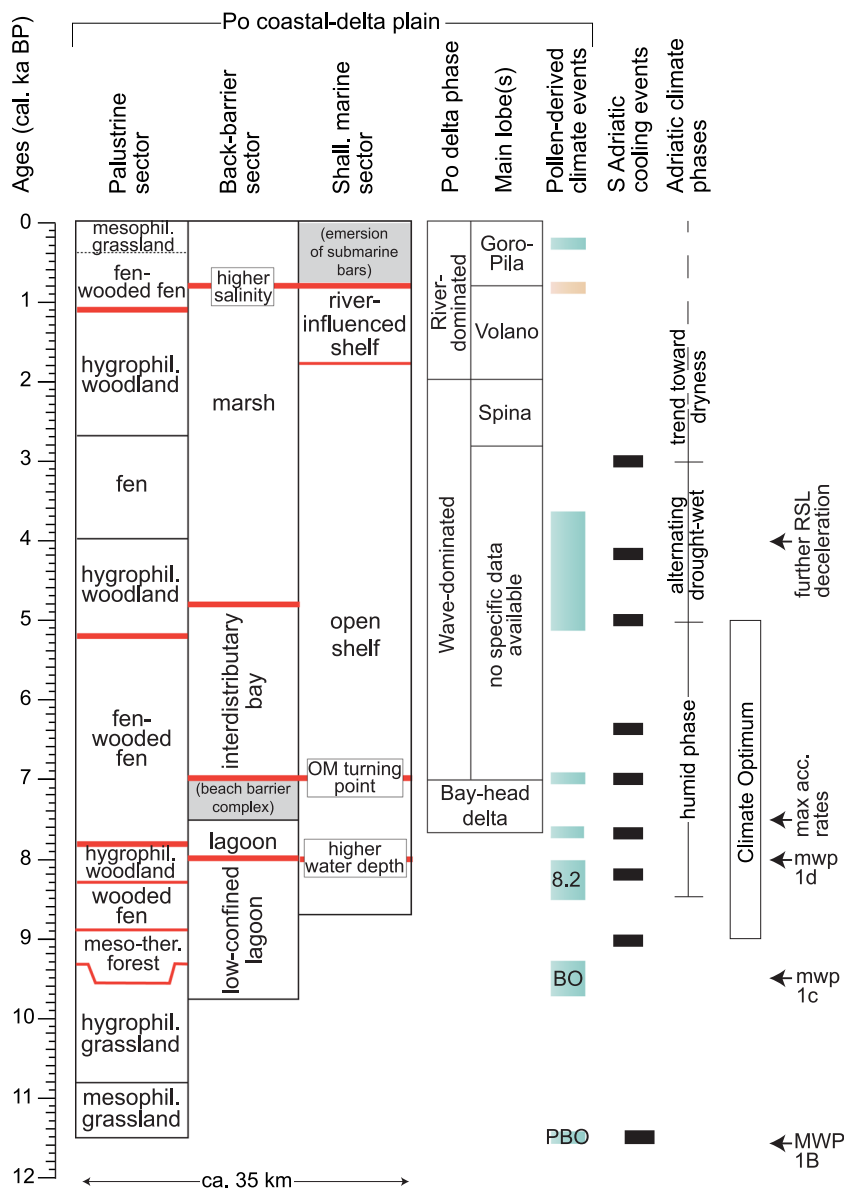 Po coastal-delta plain
Ages (cal. ka BP)
Palustrine
sector
Back-barrier
sector
Shall. marine
sector
Po delta phase
Main lobe(s)
Pollen-derived
climate events
S Adriatic
cooling events
Adriatic climate
phases
0
1
2
3
4
5
6
7
8
9
10
11
12
mesophil.
grassland
fen-
wooded fen
hygrophil.
woodland
fen
hygrophil.
woodland
fen-
wooded
fen
hygrophil.
woodland
wooded
fen
meso-ther.
forest
hygrophil.
grassland
mesophil.
grassland
higher
salinity
marsh
interdistributary
bay
(beach barrier
complex)
lagoon
low-confined
lagoon
(emersion
of submarine
bars)
river-
influenced
shelf
open
shelf
OM turning
point
higher
water depth
River-
dominated
Wave-dominated
Bay-head
delta
Goro-
Pila
Volano
Spina
no specific data
available
8.2
BO
PBO
trend toward
dryness
alternating
drought-wet
humid phase
Climate Optimum
further RSL
deceleration
max acc.
rates
mwp
1d
mwp
1c
MWP
1B
ca. 35 km